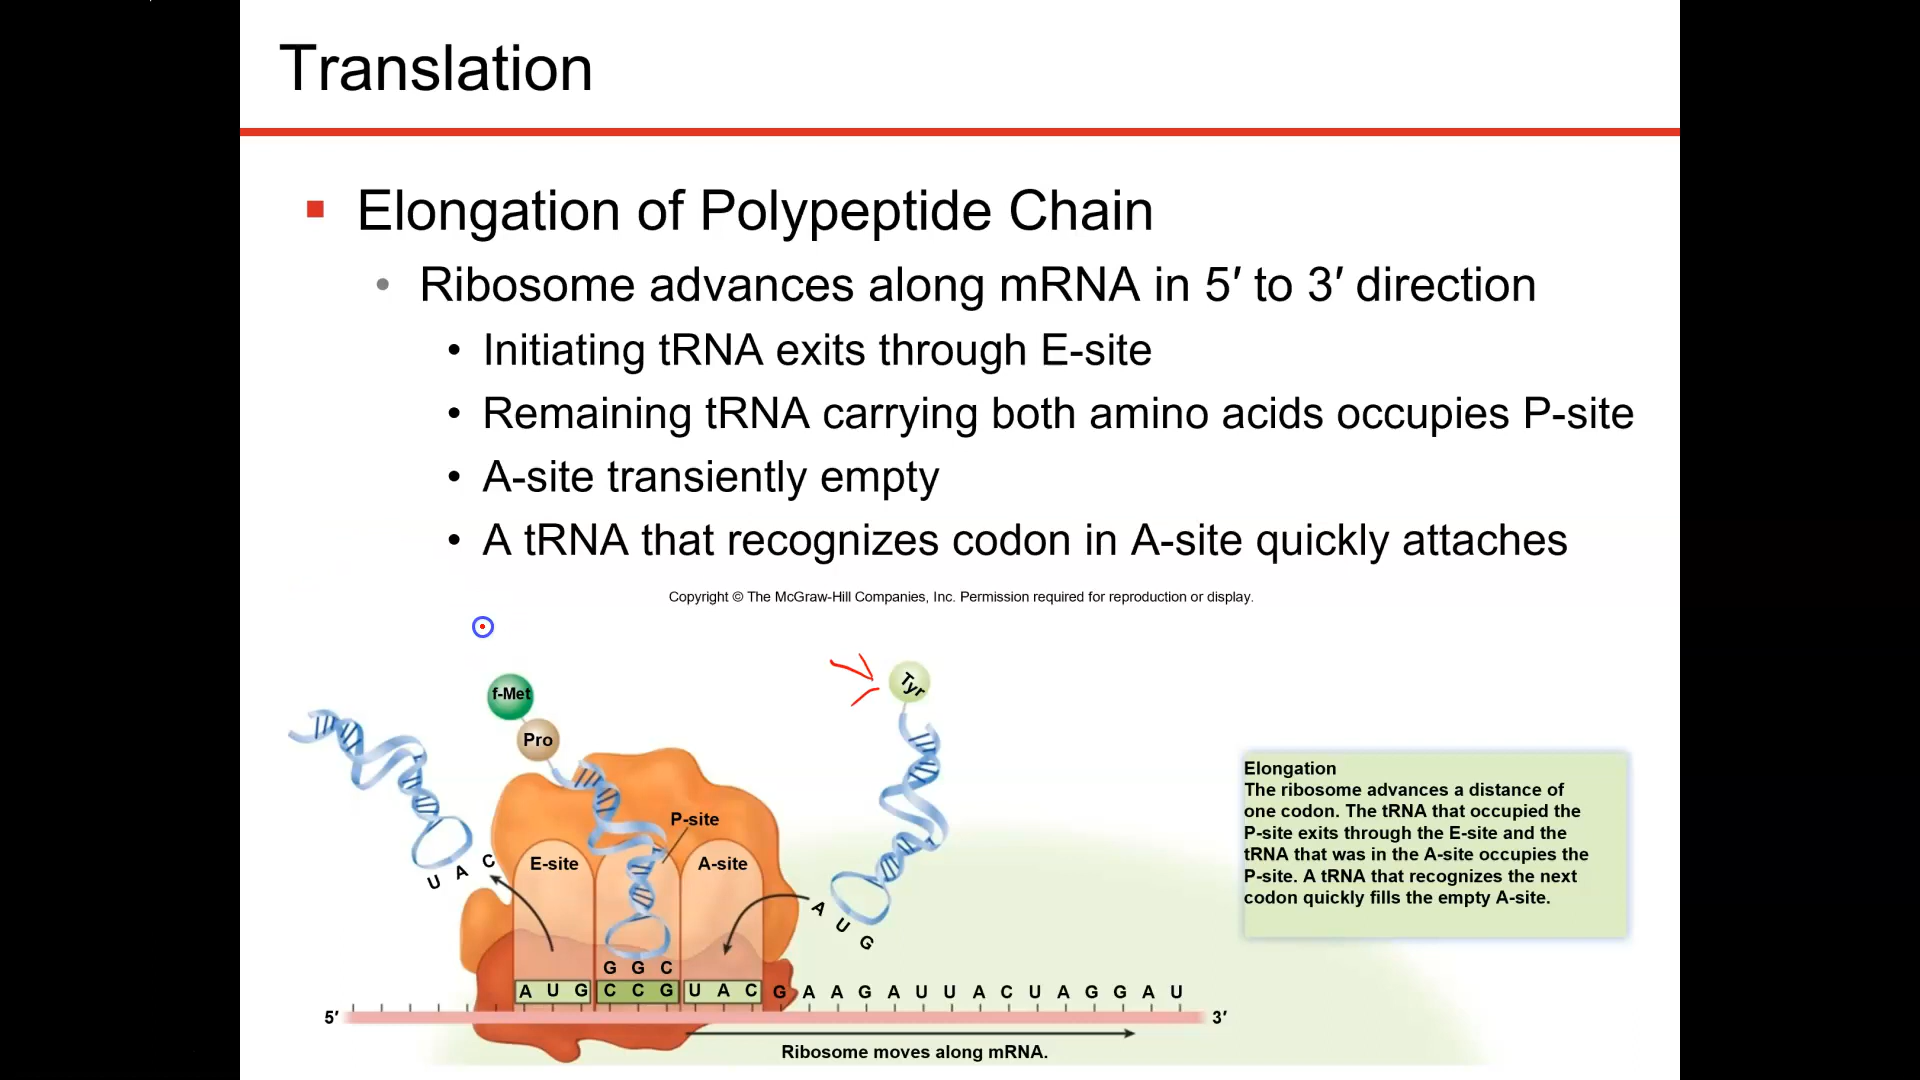 Translation
Elongation of Polypeptide Chain
Ribosome advances along mRNA in 5′ to 3′ direction
Initiating tRNA exits through E-site
Remaining tRNA carrying both amino acids occupies P-site
A-site transiently empty
A tRNA that recognizes codon in A-site quickly attaches
Copyright © The McGraw-Hill Companies, Inc. Permission required for reproduction or display.
f-Met
Pro
Tyr
P-site
E-site
A-site
U A C
A U G
G G C
A U G C C G U A C G A A G A U U A C U A G G A U
5′
3′
Ribosome moves along mRNA.
Elongation
The ribosome advances a distance of
one codon. The tRNA that occupied the
P-site exits through the E-site and the
tRNA that was in the A-site occupies the
P-site. A tRNA that recognizes the next
codon quickly fills the empty A-site.